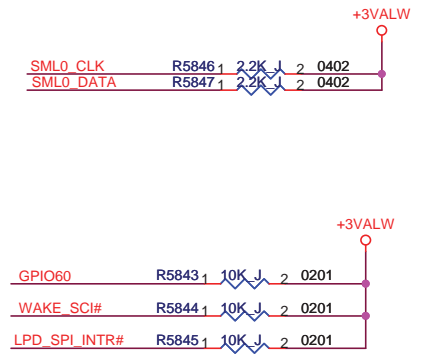 +3VALW
SML0_CLK R5846 1 2.2K_J 2 0402
SML0_DATA R5847 1 2.2K_J 2 0402
+3VALW
GPIO60 R5843 1 10K_J 2 0201
WAKE_SCI# R5844 1 10K_J 2 0201
LPD_SPI_INTR# R5845 1 10K_J 2 0201